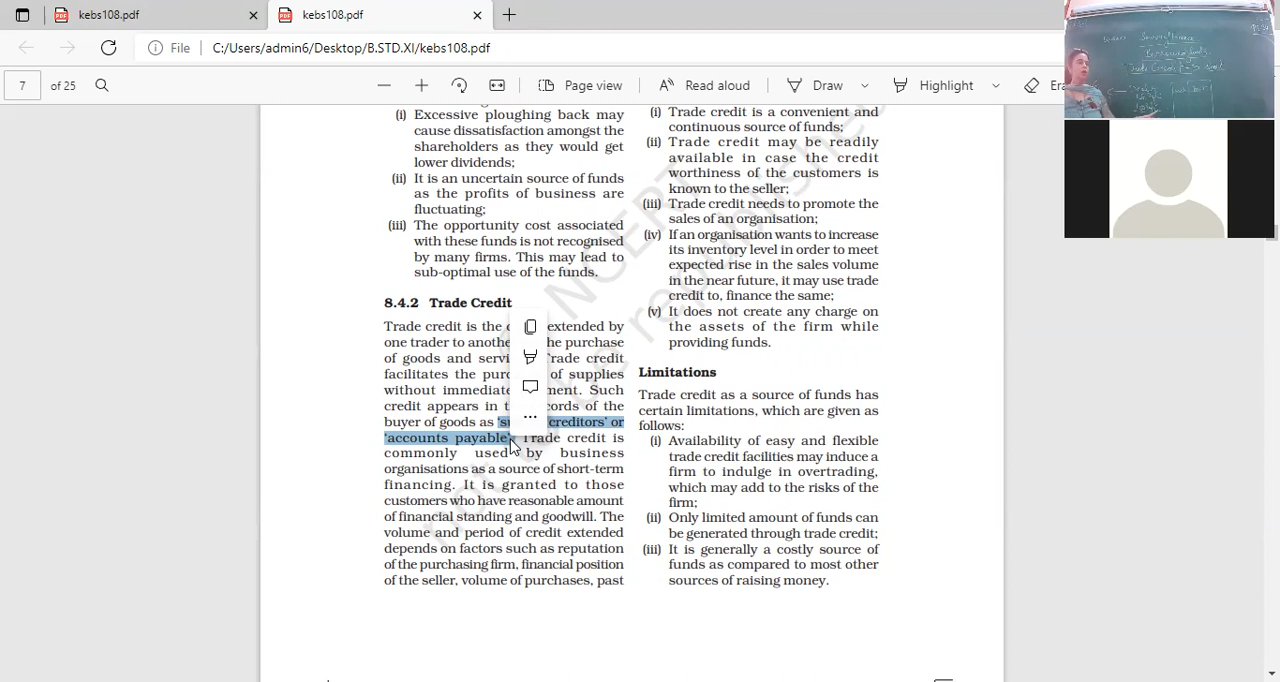 kebs108.pdf
kebs108.pdf
File
C:/Users/admin6/Desktop/B.STD.XI/kebs108.pdf
7
of 25
Page view
Read aloud
Draw
Highlight
Era
(i) Excessive ploughing back may
cause dissatisfaction amongst the
shareholders as they would get
lower dividends;
(ii) It is an uncertain source of funds
as the profits of business are
fluctuating;
(iii) The opportunity cost associated
with these funds is not recognised
by many firms. This may lead to
sub-optimal use of the funds.
8.4.2 Trade Credit
Trade credit is the extended by
one trader to another the purchase
of goods and servi Trade credit
facilitates the purc of supplies
without immediate ment. Such
credit appears in t cords of the
buyer of goods as 'su creditors' or
'accounts payable' Trade credit is
commonly used by business
organisations as a source of short-term
financing. It is granted to those
customers who have reasonable amount
of financial standing and goodwill. The
volume and period of credit extended
depends on factors such as reputation
of the purchasing firm, financial position
of the seller, volume of purchases, past
(i) Trade credit is a convenient and
continuous source of funds;
(ii) Trade credit may be readily
available in case the credit
worthiness of the customers is
known to the seller;
(iii) Trade credit needs to promote the
sales of an organisation;
(iv) If an organisation wants to increase
its inventory level in order to meet
expected rise in the sales volume
in the near future, it may use trade
credit to, finance the same;
(v) It does not create any charge on
the assets of the firm while
providing funds.
Limitations
Trade credit as a source of funds has
certain limitations, which are given as
follows:
(i) Availability of easy and flexible
trade credit facilities may induce a
firm to indulge in overtrading,
which may add to the risks of the
firm;
(ii) Only limited amount of funds can
be generated through trade credit;
(iii) It is generally a costly source of
funds as compared to most other
sources of raising money.
NCERT
not to be republished